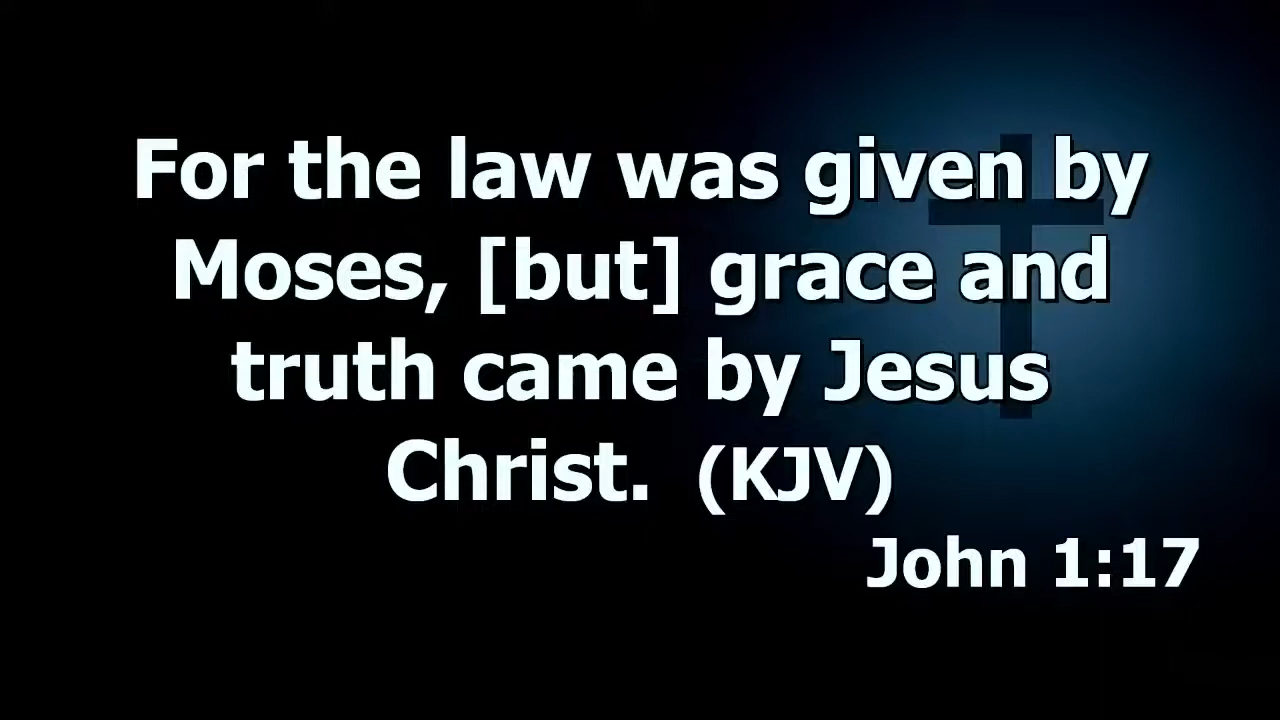 For the law was given by
Moses, [but] grace and
truth came by Jesus
Christ. (KJV)
John 1:17